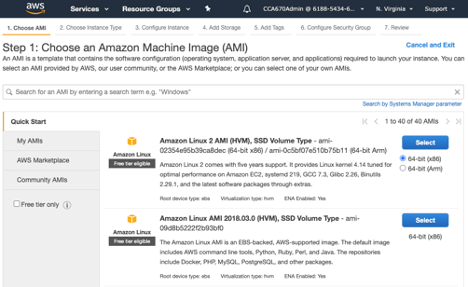 aws Services Resource Groups CCA670Admin @ 6188-5434-6... N. Virginia Support
1. Choose AMI 2. Choose Instance Type 3. Configure Instance 4. Add Storage 5. Add Tags 6. Configure Security Group 7. Review
Step 1: Choose an Amazon Machine Image (AMI) Cancel and Exit
An AMI is a template that contains the software configuration (operating system, application server, and applications) required to launch your instance. You can
select an AMI provided by AWS, our user community, or the AWS Marketplace; or you can select one of your own AMIs.
Search for an AMI by entering a search term e.g. "Windows"
Search by Systems Manager parameter
Quick Start
1 to 40 of 40 AMIs
My AMIs
AWS Marketplace
Community AMIs
Free tier only
Amazon Linux
Free tier eligible
Amazon Linux 2 AMI (HVM), SSD Volume Type - ami-
02354e95b39ca8dec (64-bit x86) / ami-0c5bf07e510b75b11 (64-bit Arm)
Amazon Linux 2 comes with five years support. It provides Linux kernel 4.14 tuned for
optimal performance on Amazon EC2, systemd 219, GCC 7.3, Glibc 2.26, Binutils
2.29.1, and the latest software packages through extras.
Root device type: ebs Virtualization type: hvm ENA Enabled: Yes
Select
64-bit (x86)
64-bit (Arm)
Amazon Linux
Free tier eligible
Amazon Linux AMI 2018.03.0 (HVM), SSD Volume Type - ami-
09d8b5222f2b93bf0
The Amazon Linux AMI is an EBS-backed, AWS-supported image. The default image
includes AWS command line tools, Python, Ruby, Perl, and Java. The repositories
include Docker, PHP, MySQL, PostgreSQL, and other packages.
Root device type: ebs Virtualization type: hvm ENA Enabled: Yes
Select
64-bit (x86)